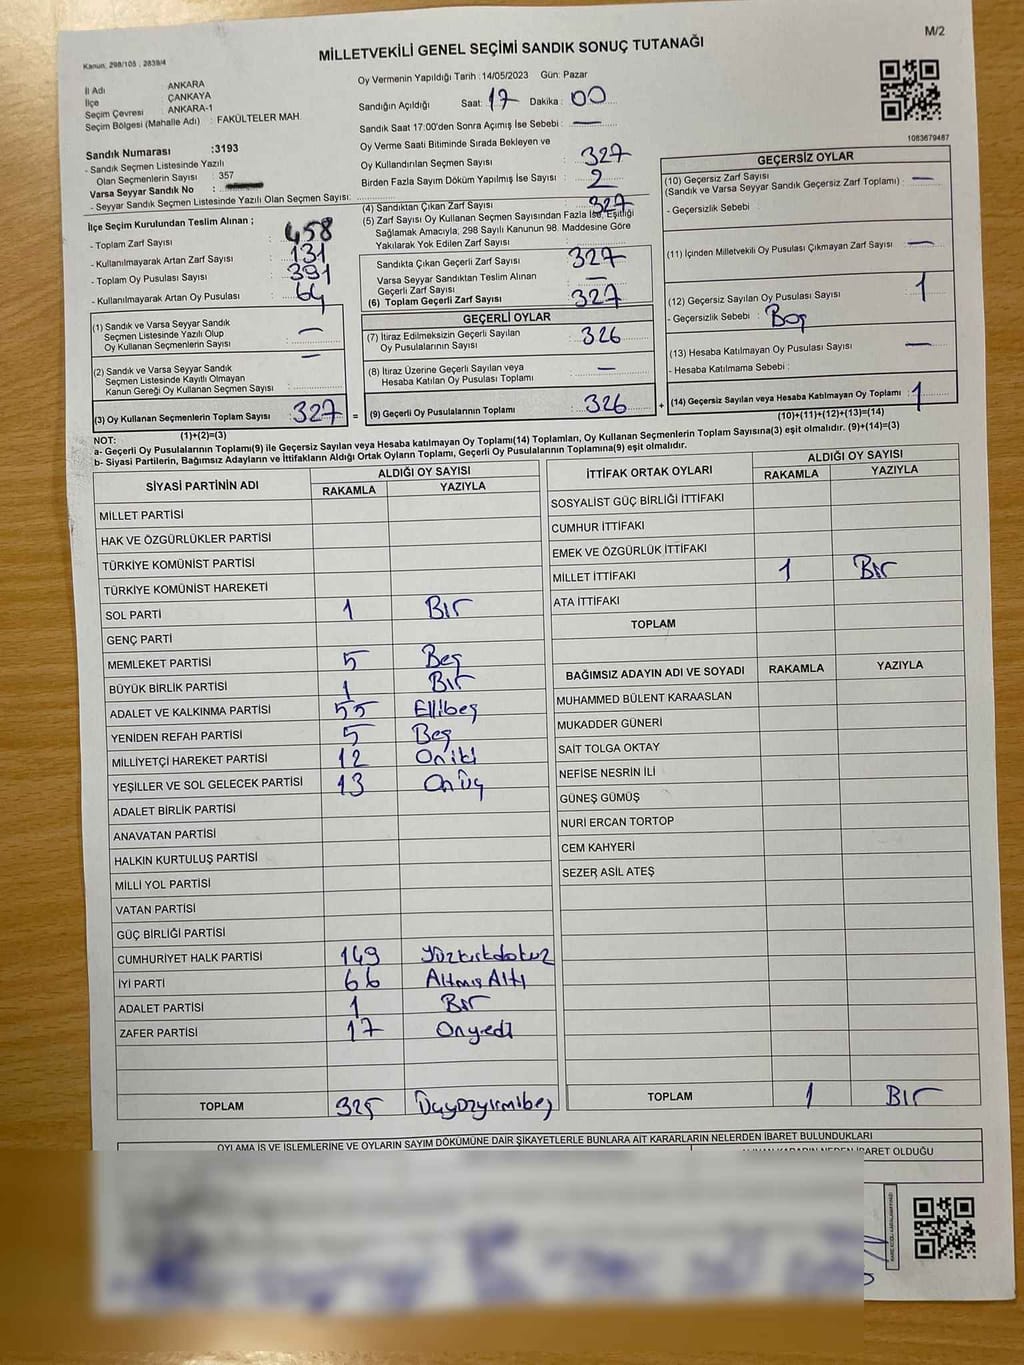 M/2
Kanun, 298/105 , 2839/4
MİLLETVEKİLİ GENEL SEÇİMİ SANDIK SONUÇ TUTANAĞI
İl Adı : ANKARA
İlçe : ÇANKAYA
Seçim Çevresi : ANKARA-1
Seçim Bölgesi (Mahalle Adı) : FAKÜLTELER MAH.
Sandık Numarası :3193
- Sandık Seçmen Listesinde Yazılı
Olan Seçmenlerin Sayısı : 357
Varsa Seyyar Sandık No :
- Seyyar Sandık Seçmen Listesinde Yazılı Olan Seçmen Sayısı:
Oy Vermenin Yapıldığı Tarih :14/05/2023 Gün: Pazar
Sandığın Açıldığı Saat: 17 Dakika : 00
Sandık Saat 17:00'den Sonra Açımış İse Sebebi : —
Oy Verme Saati Bitiminde Sırada Bekleyen ve
Oy Kullandırılan Seçmen Sayısı : 327
Birden Fazla Sayım Döküm Yapılmış İse Sayısı : 2
1083679487
İlçe Seçim Kurulundan Teslim Alınan ;
- Toplam Zarf Sayısı : 458
- Kullanılmayarak Artan Zarf Sayısı : 131
- Toplam Oy Pusulası Sayısı : 391
- Kullanılmayarak Artan Oy Pusulası : 64
(4) Sandıktan Çıkan Zarf Sayısı : 327
(5) Zarf Sayısı Oy Kullanan Seçmen Sayısından Fazla İse, Eşitliği
Sağlamak Amacıyla, 298 Sayılı Kanunun 98. Maddesine Göre
Yakılarak Yok Edilen Zarf Sayısı :
Sandıkta Çıkan Geçerli Zarf Sayısı : 327
Varsa Seyyar Sandıktan Teslim Alınan
Geçerli Zarf Sayısı : —
(6) Toplam Geçerli Zarf Sayısı : 327
GEÇERSİZ OYLAR
(10) Geçersiz Zarf Sayısı
(Sandık ve Varsa Seyyar Sandık Geçersiz Zarf Toplamı) : —
- Geçersizlik Sebebi :
(11) İçinden Milletvekili Oy Pusulası Çıkmayan Zarf Sayısı : —
(12) Geçersiz Sayılan Oy Pusulası Sayısı : 1
- Geçersizlik Sebebi : Boş
(13) Hesaba Katılmayan Oy Pusulası Sayısı : —
- Hesaba Katılmama Sebebi :
(14) Geçersiz Sayılan veya Hesaba Katılmayan Oy Toplamı : 1
(10)+(11)+(12)+(13)=(14)
(1) Sandık ve Varsa Seyyar Sandık
Seçmen Listesinde Yazılı Olup
Oy Kullanan Seçmenlerin Sayısı : —
(2) Sandık ve Varsa Seyyar Sandık
Seçmen Listesinde Kayıtlı Olmayan
Kanun Gereği Oy Kullanan Seçmen Sayısı : —
(3) Oy Kullanan Seçmenlerin Toplam Sayısı : 327 =
(1)+(2)=(3)
GEÇERLİ OYLAR
(7) İtiraz Edilmeksizin Geçerli Sayılan
Oy Pusulalarının Sayısı : 326
(8) İtiraz Üzerine Geçerli Sayılan veya
Hesaba Katılan Oy Pusulası Toplamı : —
(9) Geçerli Oy Pusulalarının Toplamı : 326 +
NOT:
a- Geçerli Oy Pusulalarının Toplamı(9) ile Geçersiz Sayılan veya Hesaba katılmayan Oy Toplamı(14) Toplamları, Oy Kullanan Seçmenlerin Toplam Sayısına(3) eşit olmalıdır. (9)+(14)=(3)
b- Siyasi Partilerin, Bağımsız Adayların ve İttifakların Aldığı Ortak Oyların Toplamı, Geçerli Oy Pusulalarının Toplamına(9) eşit olmalıdır.
SİYASİ PARTİNİN ADI ALDIĞI OY SAYISI
RAKAMLA YAZIYLA
MİLLET PARTİSİ
HAK VE ÖZGÜRLÜKLER PARTİSİ
TÜRKİYE KOMÜNİST PARTİSİ
TÜRKİYE KOMÜNİST HAREKETİ
SOL PARTİ 1 Bır
GENÇ PARTİ
MEMLEKET PARTİSİ 5 Beş
BÜYÜK BİRLİK PARTİSİ 1 Bır
ADALET VE KALKINMA PARTİSİ 55 Ellibeş
YENİDEN REFAH PARTİSİ 5 Beş
MİLLİYETÇİ HAREKET PARTİSİ 12 Oniki
YEŞİLLER VE SOL GELECEK PARTİSİ 13 Onüç
ADALET BİRLİK PARTİSİ
ANAVATAN PARTİSİ
HALKIN KURTULUŞ PARTİSİ
MİLLİ YOL PARTİSİ
VATAN PARTİSİ
GÜÇ BİRLİĞİ PARTİSİ
CUMHURİYET HALK PARTİSİ 149 Yüzkırkdokuz
İYİ PARTİ 66 Altmış Altı
ADALET PARTİSİ 1 Bır
ZAFER PARTİSİ 17 Onyedi
TOPLAM 325 Üçyüzyirmibeş
İTTİFAK ORTAK OYLARI ALDIĞI OY SAYISI
RAKAMLA YAZIYLA
SOSYALİST GÜÇ BİRLİĞİ İTTİFAKI
CUMHUR İTTİFAKI
EMEK VE ÖZGÜRLÜK İTTİFAKI
MİLLET İTTİFAKI 1 Bır
ATA İTTİFAKI
TOPLAM
BAĞIMSIZ ADAYIN ADI VE SOYADI RAKAMLA YAZIYLA
MUHAMMED BÜLENT KARAASLAN
MUKADDER GÜNERİ
SAİT TOLGA OKTAY
NEFİSE NESRİN İLİ
GÜNEŞ GÜMÜŞ
NURİ ERCAN TORTOP
CEM KAHYERİ
SEZER ASİL ATEŞ
TOPLAM 1 Bır
OYLAMA İŞ VE İŞLEMLERİNE VE OYLARIN SAYIM DÖKÜMÜNE DAİR ŞİKAYETLERLE BUNLARA AİT KARARLARIN NELERDEN İBARET BULUNDUKLARI
İBARET OLDUĞU